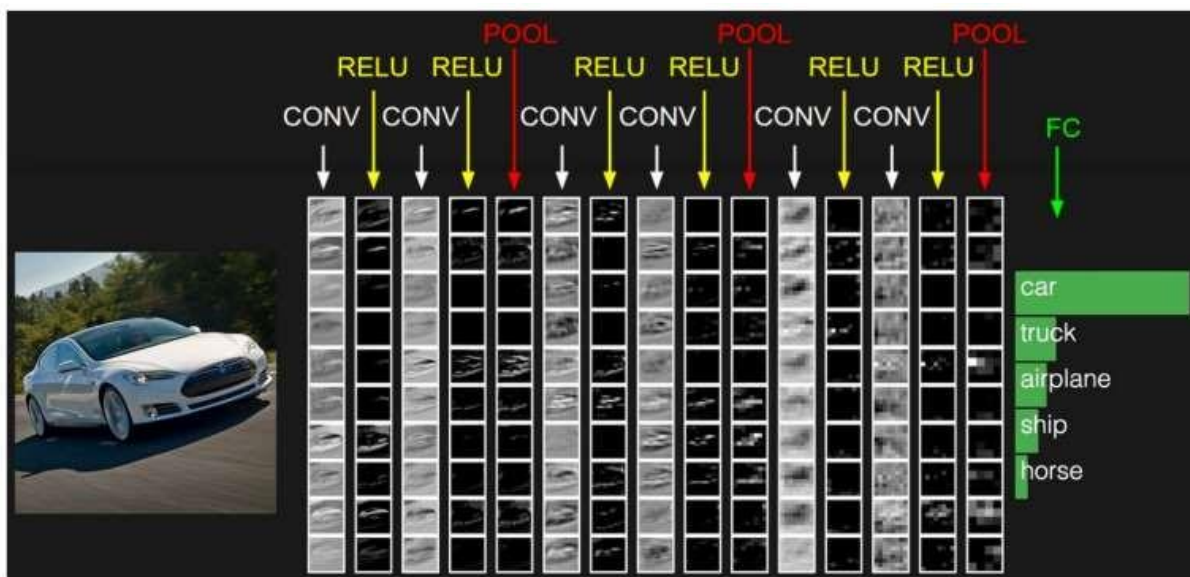 POOL POOL POOL
RELU RELU RELU RELU RELU RELU
CONV CONV CONV CONV CONV CONV
FC
car
truck
airplane
ship
horse